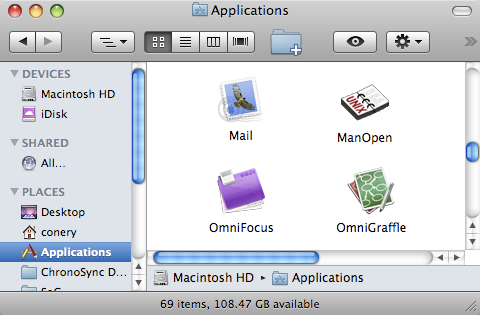 Applications
DEVICES
Macintosh HD
iDisk
SHARED
All...
PLACES
Desktop
conery
Applications
ChronoSync D...
Mail
ManOpen
UNIX
OmniFocus
OmniGraffle
Macintosh HD ▸ Applications
69 items, 108.47 GB available